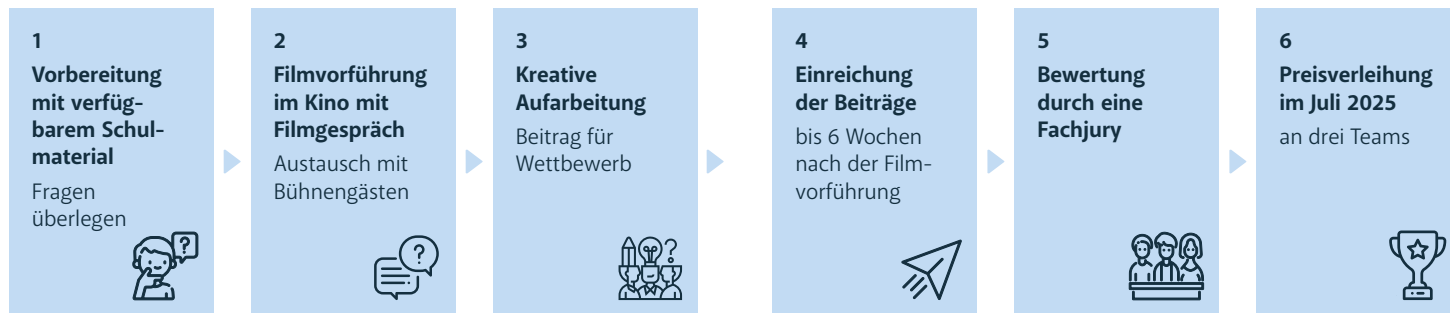 1
Vorbereitung
mit verfüg-
barem Schul-
material
Fragen
überlegen
?
2
Filmvorführung
im Kino mit
Filmgespräch
Austausch mit
Bühnengästen
?
3
Kreative
Aufarbeitung
Beitrag für
Wettbewerb
?
4
Einreichung
der Beiträge
bis 6 Wochen
nach der Film-
vorführung
5
Bewertung
durch eine
Fachjury
6
Preisverleihung
im Juli 2025
an drei Teams